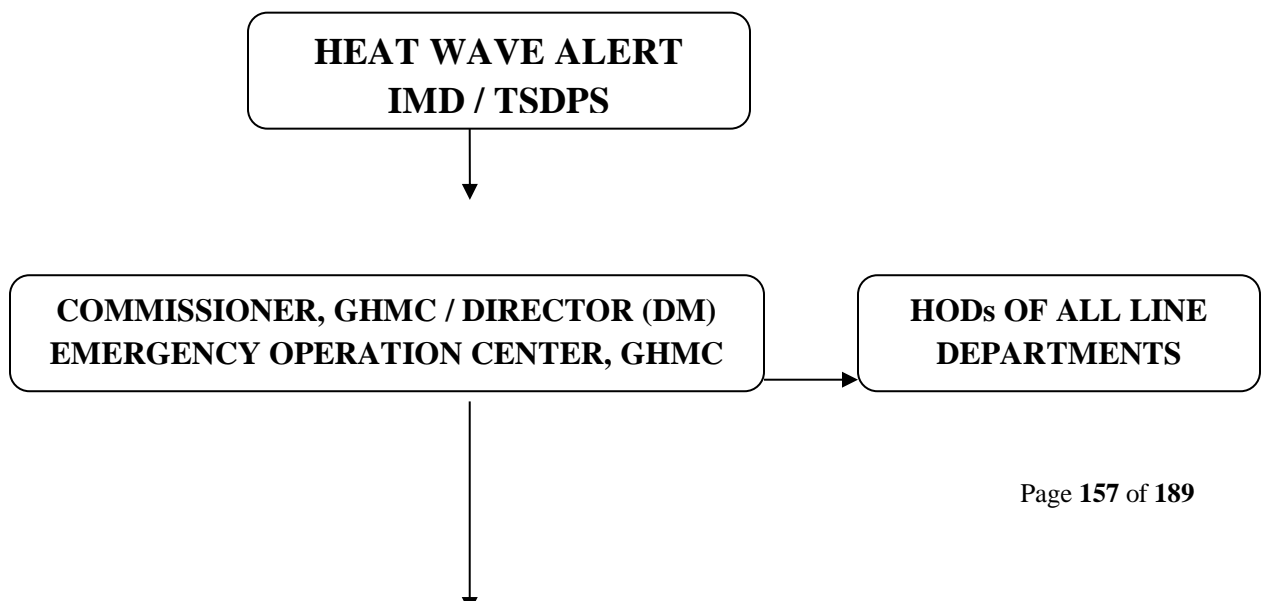 HEAT WAVE ALERT
IMD / TSDPS
COMMISSIONER, GHMC / DIRECTOR (DM)
EMERGENCY OPERATION CENTER, GHMC
HODs OF ALL LINE
DEPARTMENTS
Page 157 of 189